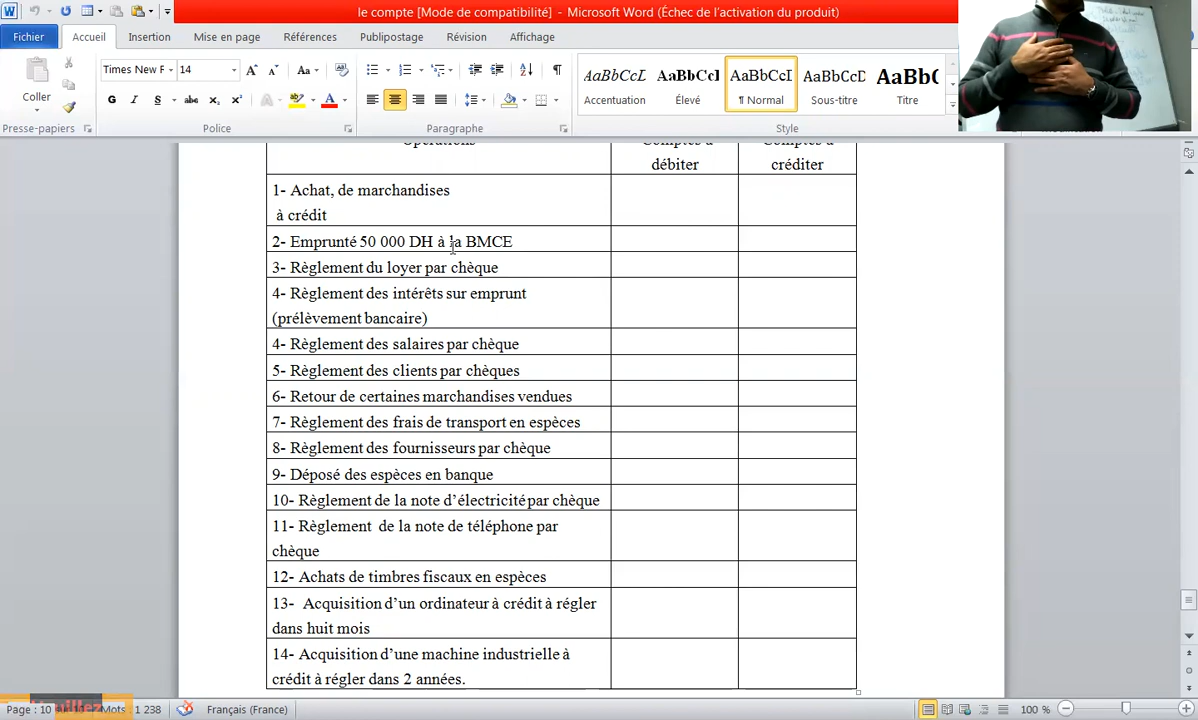 le compte [Mode de compatibilité] - Microsoft Word (Échec de l'activation du produit)
Fichier Accueil Insertion Mise en page Références Publipostage Révision Affichage
Coller
Times New F 14
G I S abc X₂ X² A A
AaBbCcL AaBbCcI AaBbCcI AaBbCcD AaBb(
Accentuation Élevé ¶ Normal Sous-titre Titre
Presse-papiers Police Paragraphe Style
Opérations Comptes à débiter Comptes à créditer
1- Achat, de marchandises
à crédit
2- Emprunté 50 000 DH à la BMCE
3- Règlement du loyer par chèque
4- Règlement des intérêts sur emprunt
(prélèvement bancaire)
4- Règlement des salaires par chèque
5- Règlement des clients par chèques
6- Retour de certaines marchandises vendues
7- Règlement des frais de transport en espèces
8- Règlement des fournisseurs par chèque
9- Déposé des espèces en banque
10- Règlement de la note d'électricité par chèque
11- Règlement de la note de téléphone par
chèque
12- Achats de timbres fiscaux en espèces
13- Acquisition d'un ordinateur à crédit à régler
dans huit mois
14- Acquisition d'une machine industrielle à
crédit à régler dans 2 années.
Page : 10 Mots : 1 238 Français (France) 100 %